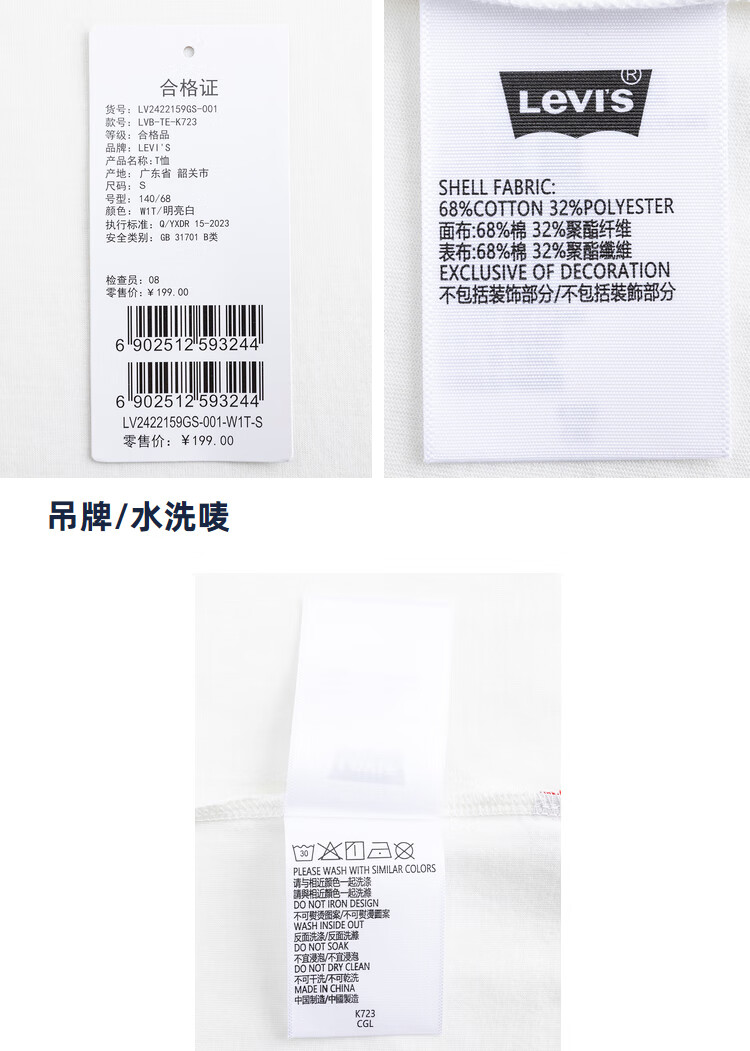 合格证
货号：LV2422159GS-001
款号：LVB-TE-K723
等级：合格品
品牌：LEVI'S
产品名称：T恤
产地：广东省 韶关市
尺码：S
号型：140/68
颜色：W1T/明亮白
执行标准：Q/YXDR 15-2023
安全类别：GB 31701 B类
检查员：08
零售价：￥199.00
6 902512 593244
6 902512 593244
LV2422159GS-001-W1T-S
零售价：￥199.00
LEVI'S®
SHELL FABRIC:
68%COTTON 32%POLYESTER
面布:68%棉 32%聚酯纤维
表布:68%棉 32%聚酯纖維
EXCLUSIVE OF DECORATION
不包括装饰部分/不包括裝飾部分
吊牌/水洗唛
30
PLEASE WASH WITH SIMILAR COLORS
请与相近颜色一起洗涤
請與相近顏色一起洗滌
DO NOT IRON DESIGN
不可熨烫图案/不可熨燙圖案
WASH INSIDE OUT
反面洗涤/反面洗滌
DO NOT SOAK
不宜浸泡/不宜浸泡
DO NOT DRY CLEAN
不可干洗/不可乾洗
MADE IN CHINA
中国制造/中國製造
K723
CGL